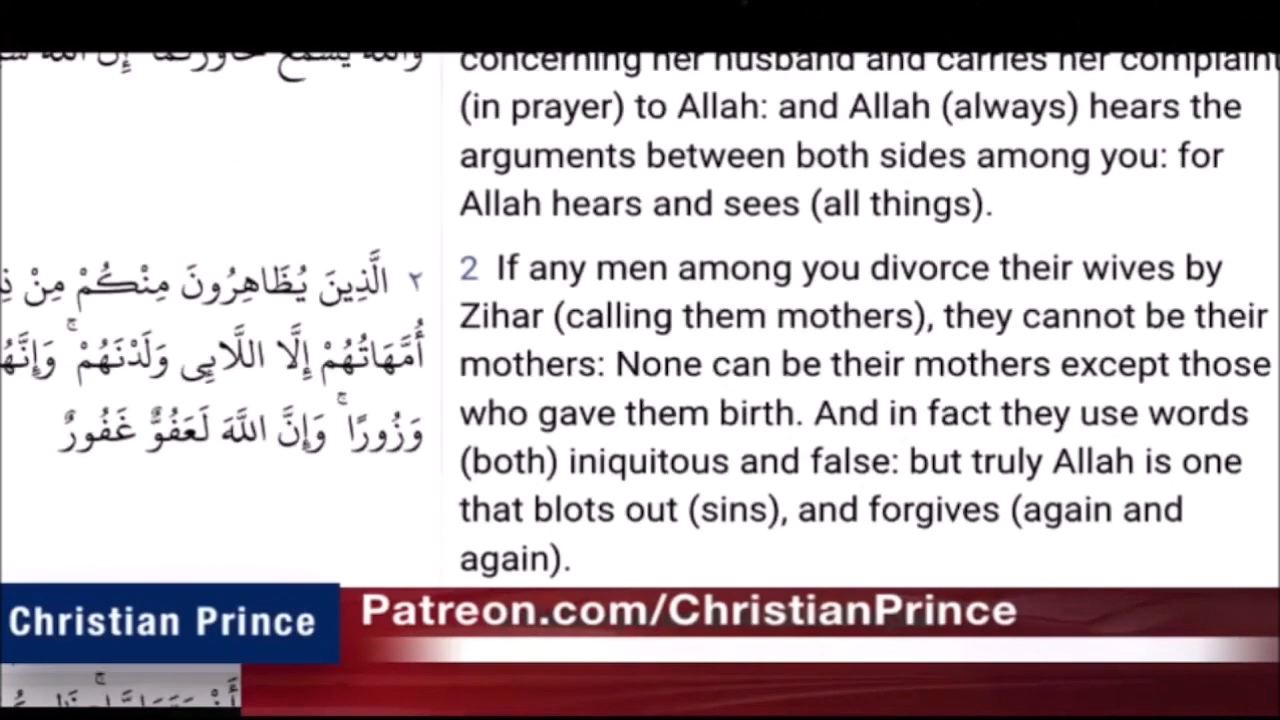 concerning her husband and carries her complaint
(in prayer) to Allah: and Allah (always) hears the
arguments between both sides among you: for
Allah hears and sees (all things).
٢ الَّذِينَ يُظَاهِرُونَ مِنْكُمْ مِنْ
أُمَّهَاتُهُمْ إِلَّا اللَّائِي وَلَدْنَهُمْ ۚ
وَزُورًا ۚ وَإِنَّ اللَّهَ لَعَفُوٌّ غَفُورٌ
2 If any men among you divorce their wives by
Zihar (calling them mothers), they cannot be their
mothers: None can be their mothers except those
who gave them birth. And in fact they use words
(both) iniquitous and false: but truly Allah is one
that blots out (sins), and forgives (again and
again).
Christian Prince
Patreon.com/ChristianPrince